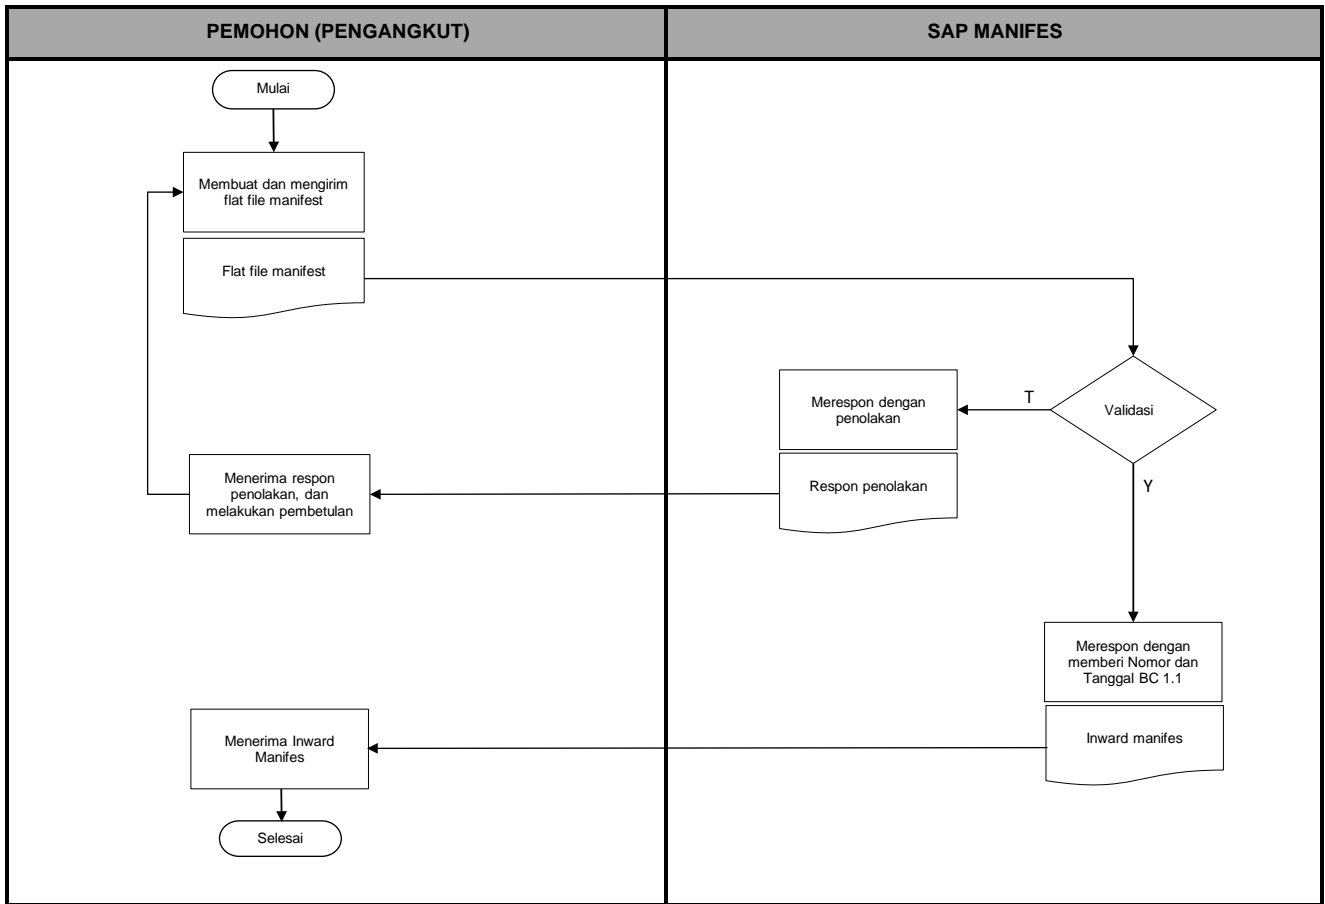 PEMOHON (PENGANGKUT)
SAP MANIFES
Mulai
Membuat dan mengirim
flat file manifest
Flat file manifest
Validasi
T
Y
Merespon dengan
penolakan
Respon penolakan
Menerima respon
penolakan, dan
melakukan pembetulan
Merespon dengan
memberi Nomor dan
Tanggal BC 1.1
Inward manifes
Menerima Inward
Manifes
Selesai